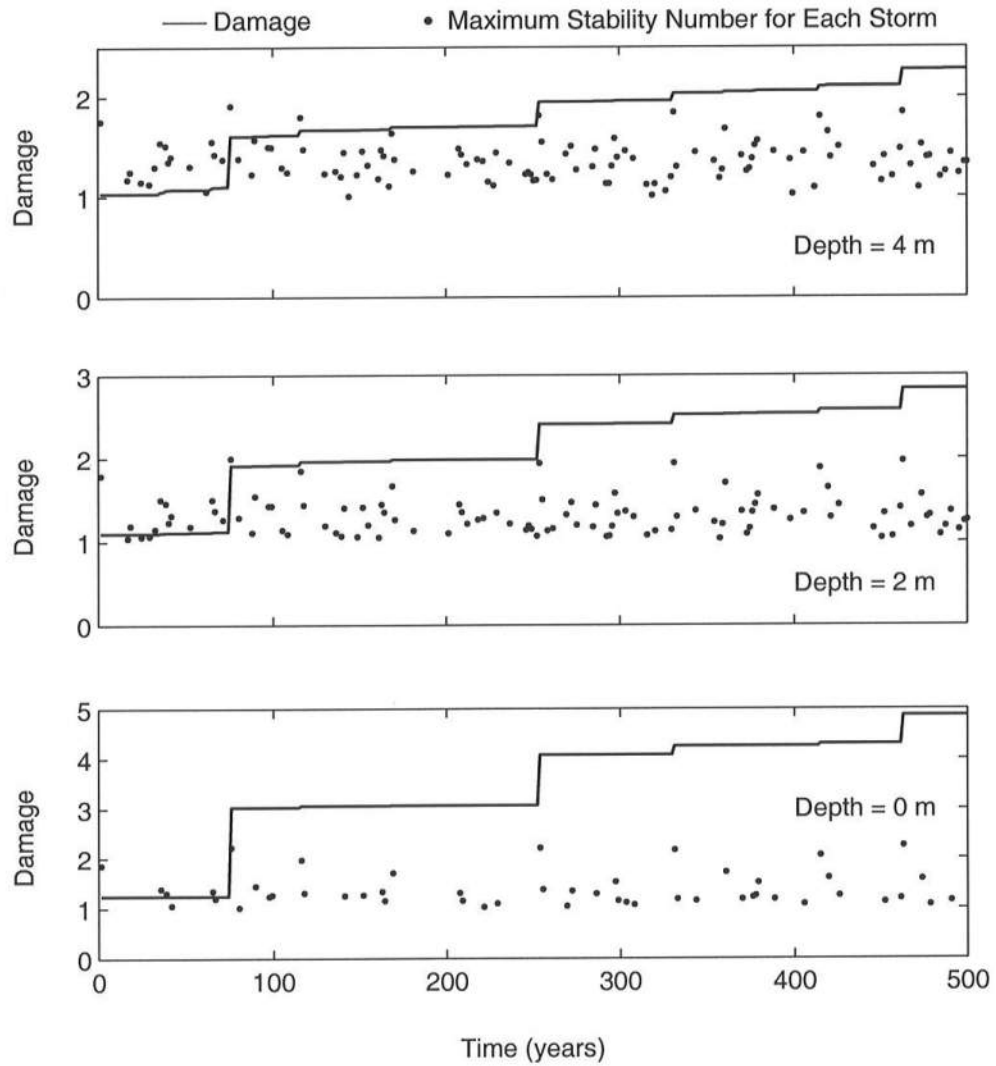 Damage
Maximum Stability Number for Each Storm
2
1
0
Damage
Depth = 4 m
3
2
1
0
Damage
Depth = 2 m
5
4
3
2
1
0
Damage
Depth = 0 m
0 100 200 300 400 500
Time (years)